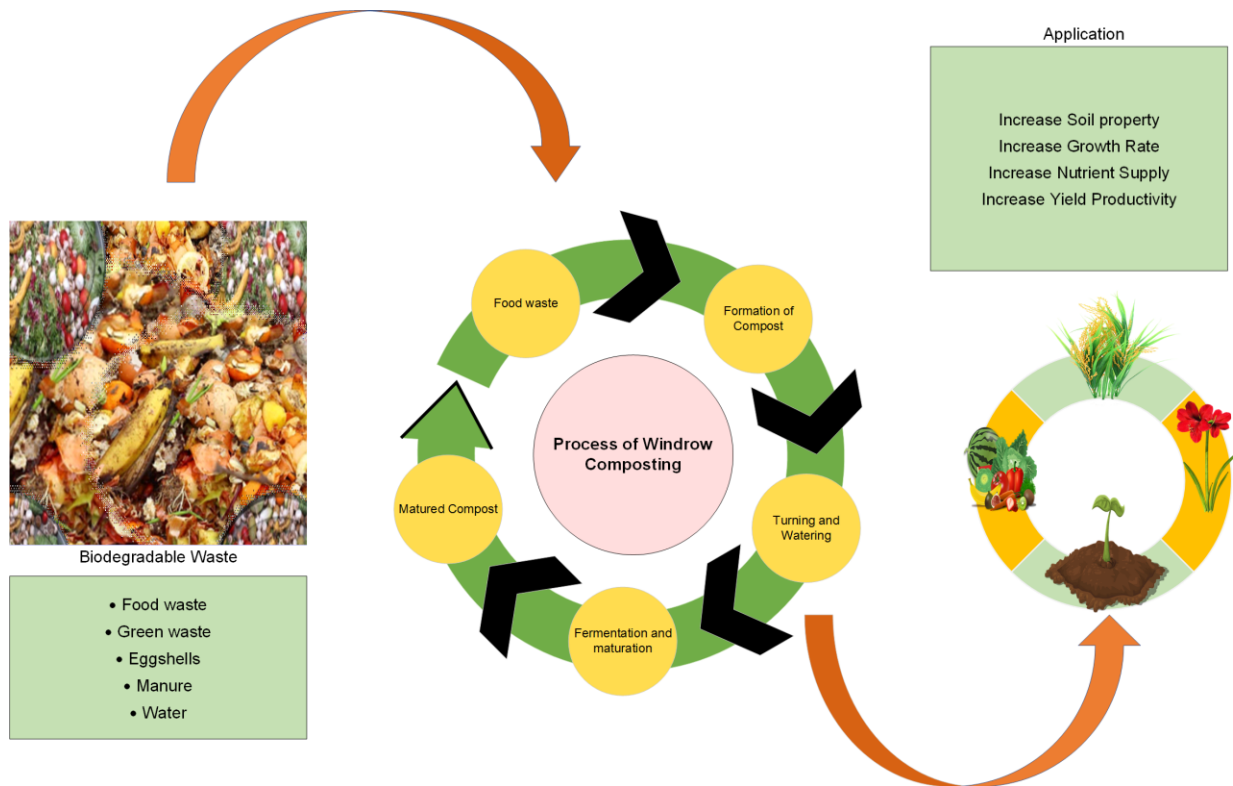 Application
Increase Soil property
Increase Growth Rate
Increase Nutrient Supply
Increase Yield Productivity
Food waste
Formation of
Compost
Process of Windrow
Composting
Matured Compost
Turning and
Watering
Fermentation and
maturation
Biodegradable Waste
• Food waste
• Green waste
• Eggshells
• Manure
• Water